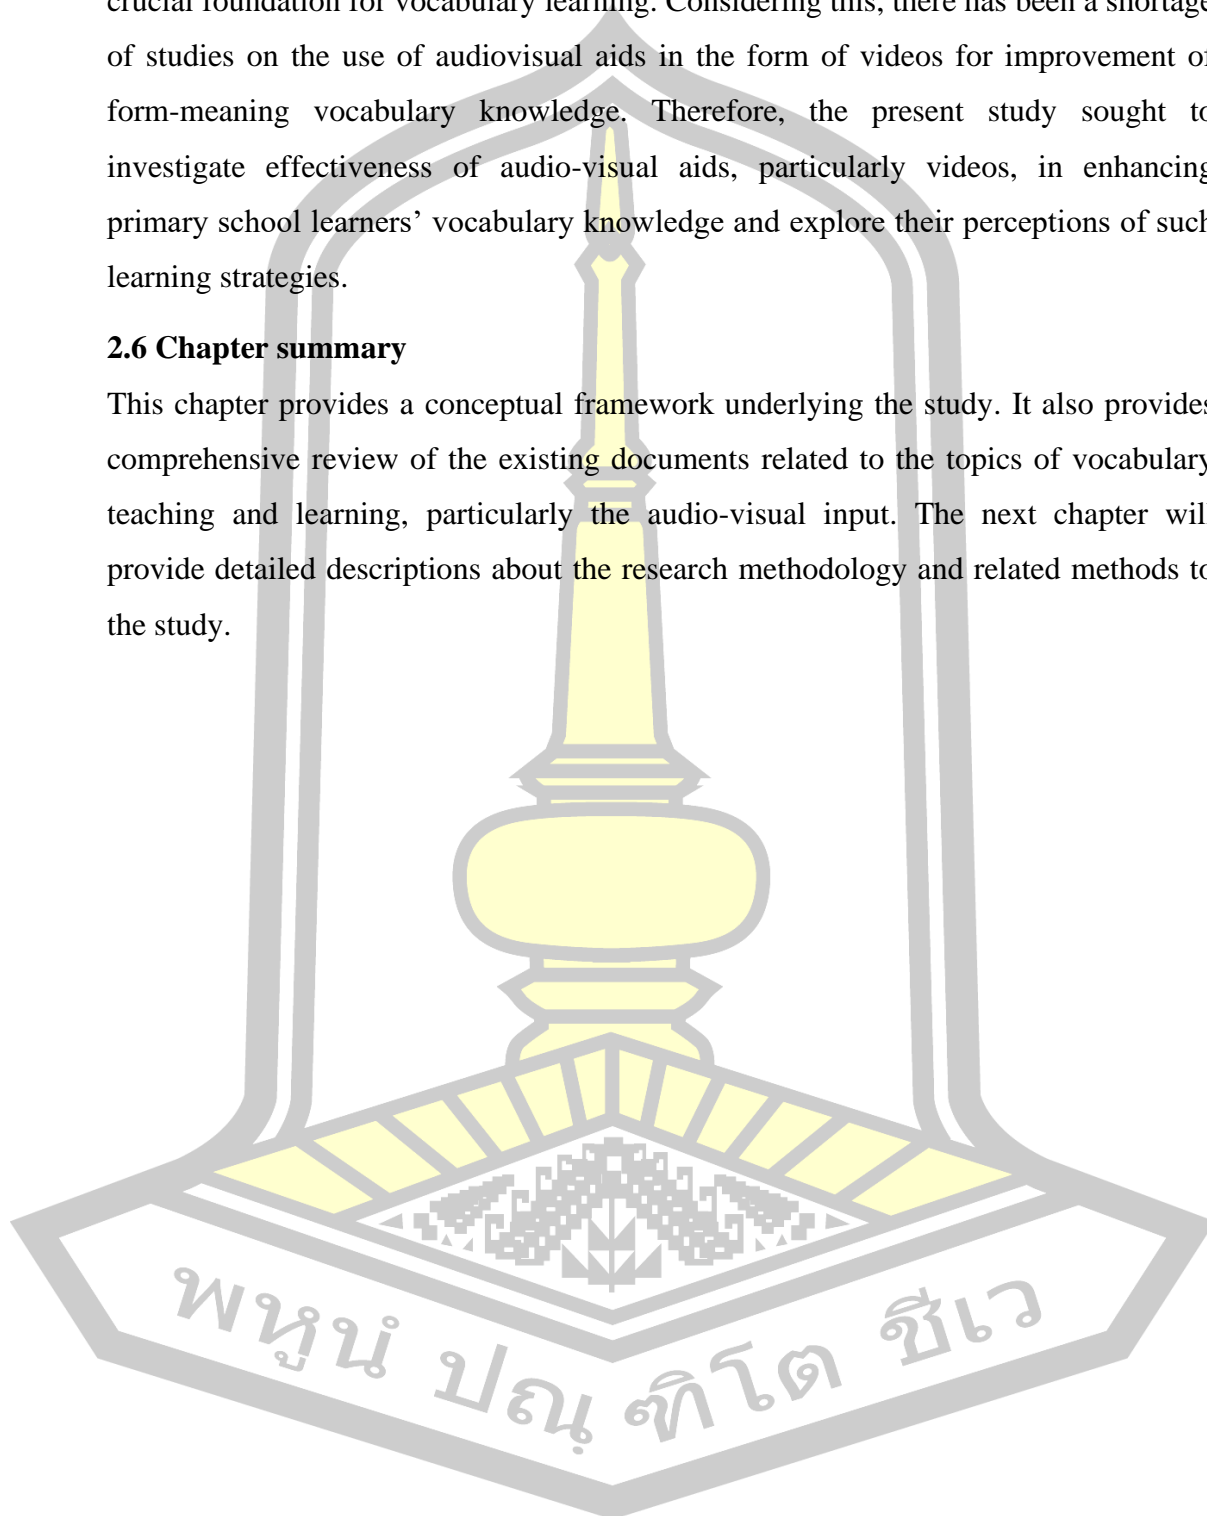 crucial foundation for vocabulary learning. Considering this, there has been a shortage
of studies on the use of audiovisual aids in the form of videos for improvement of
form-meaning vocabulary knowledge. Therefore, the present study sought to
investigate effectiveness of audio-visual aids, particularly videos, in enhancing
primary school learners’ vocabulary knowledge and explore their perceptions of such
learning strategies.
2.6 Chapter summary
This chapter provides a conceptual framework underlying the study. It also provides
comprehensive review of the existing documents related to the topics of vocabulary
teaching and learning, particularly the audio-visual input. The next chapter will
provide detailed descriptions about the research methodology and related methods to
the study.
พหูนํ ปณฺฑิโต ชีเว